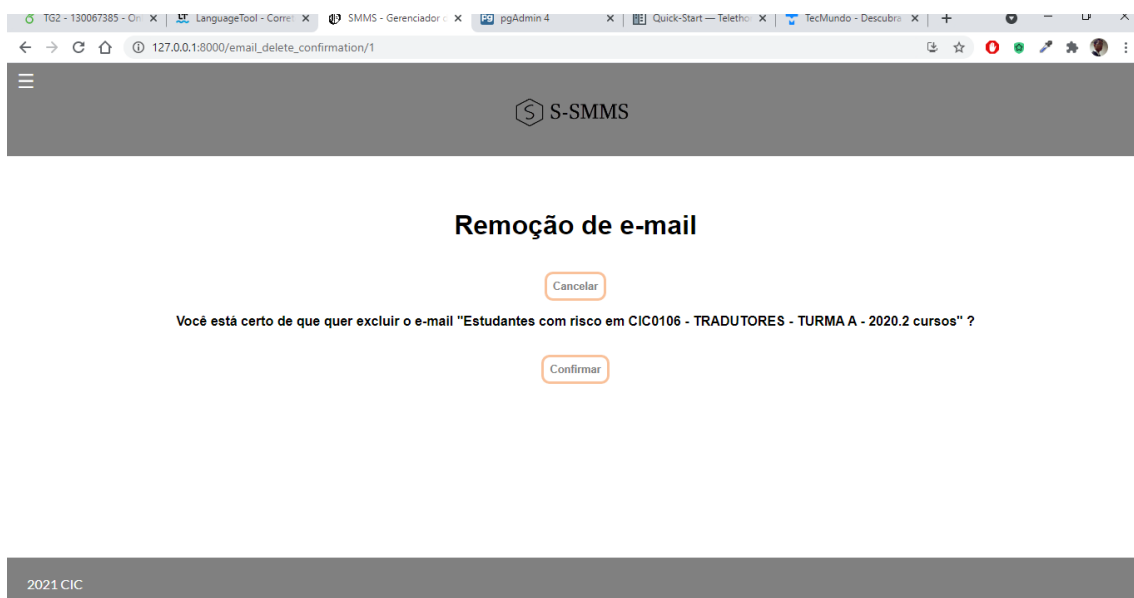 TG2 - 130067385 - On
LanguageTool - Corret
SMMS - Gerenciador c
pgAdmin 4
Quick-Start — Teletho
TecMundo - Descubra
127.0.0.1:8000/email_delete_confirmation/1
S-SMMS
Remoção de e-mail
Cancelar
Você está certo de que quer excluir o e-mail "Estudantes com risco em CIC0106 - TRADUTORES - TURMA A - 2020.2 cursos" ?
Confirmar
2021 CIC